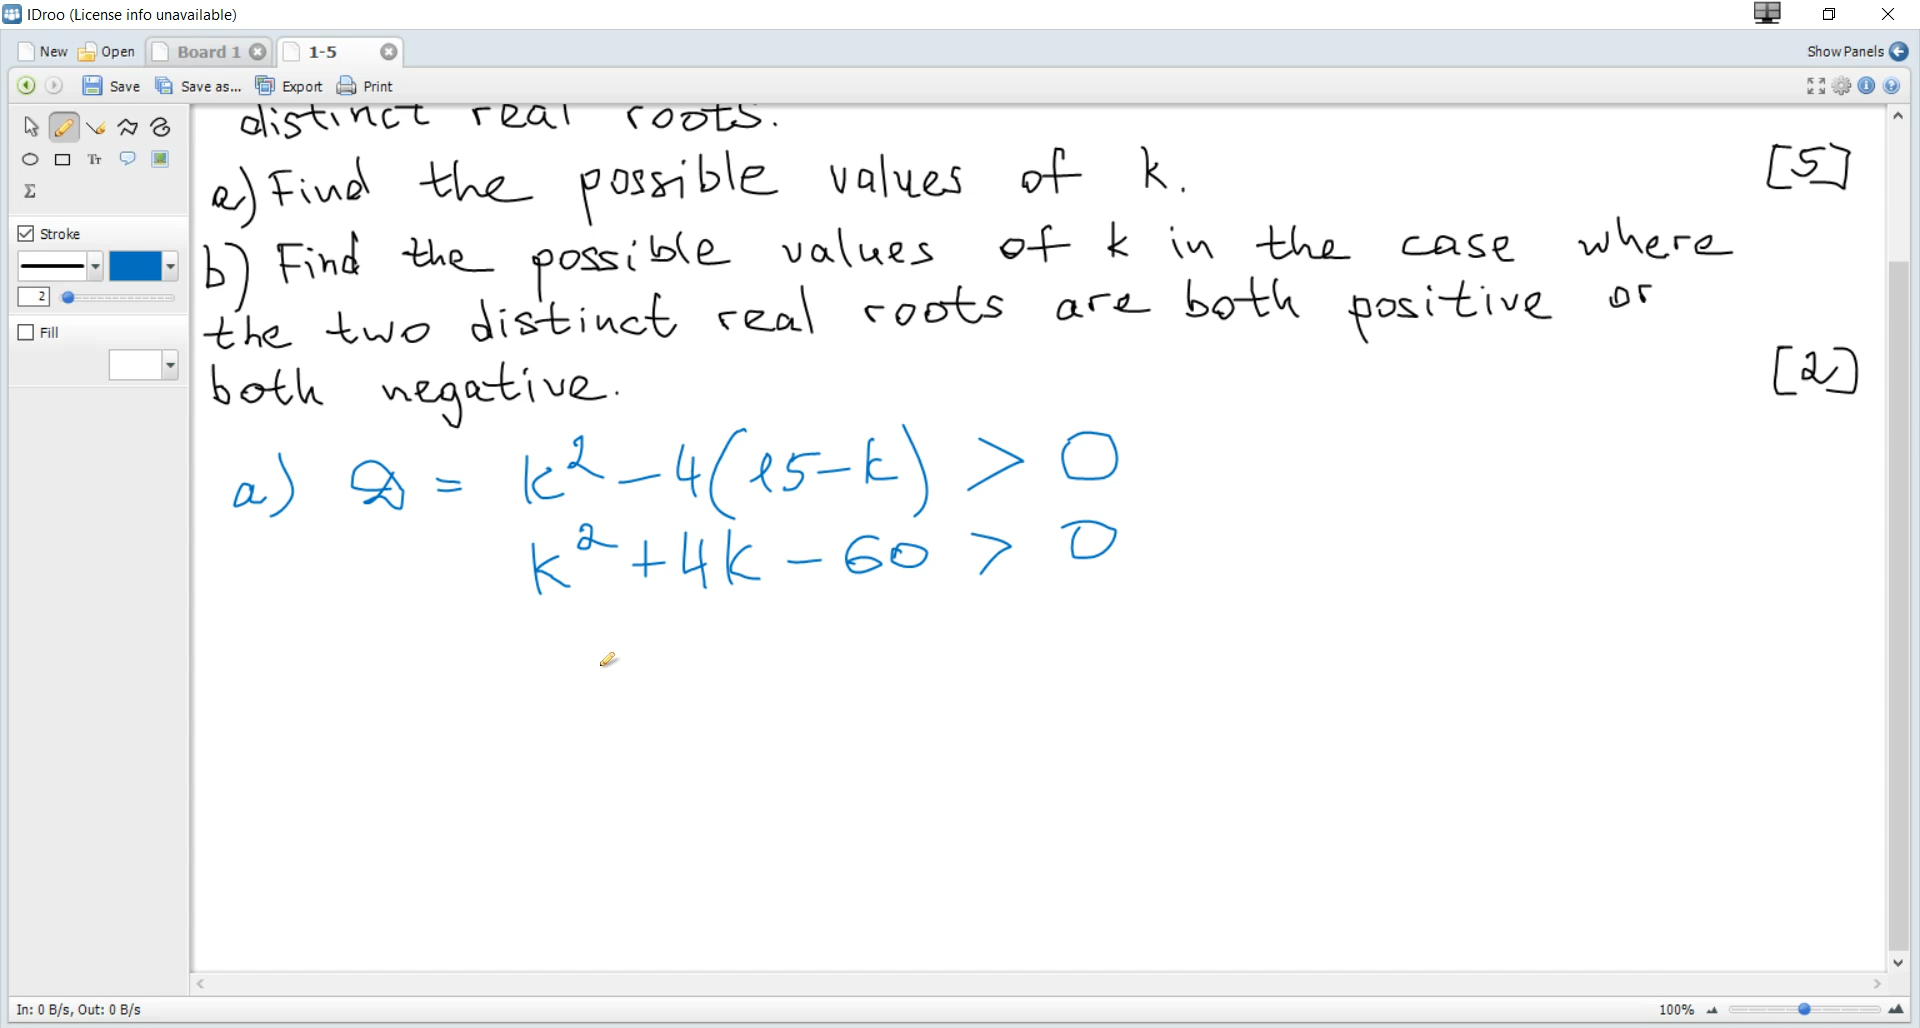 IDroo (License info unavailable)
New Open Board 1 1-5 Show Panels
Save Save as... Export Print
distinct real roots.
a) Find the possible values of k. [5]
b) Find the possible values of k in the case where
the two distinct real roots are both positive or
both negative. [2]
a) D = k² - 4(15-k) > 0
k² + 4k - 60 > 0
Tr
Σ
Stroke
2
Fill
In: 0 B/s, Out: 0 B/s 100%